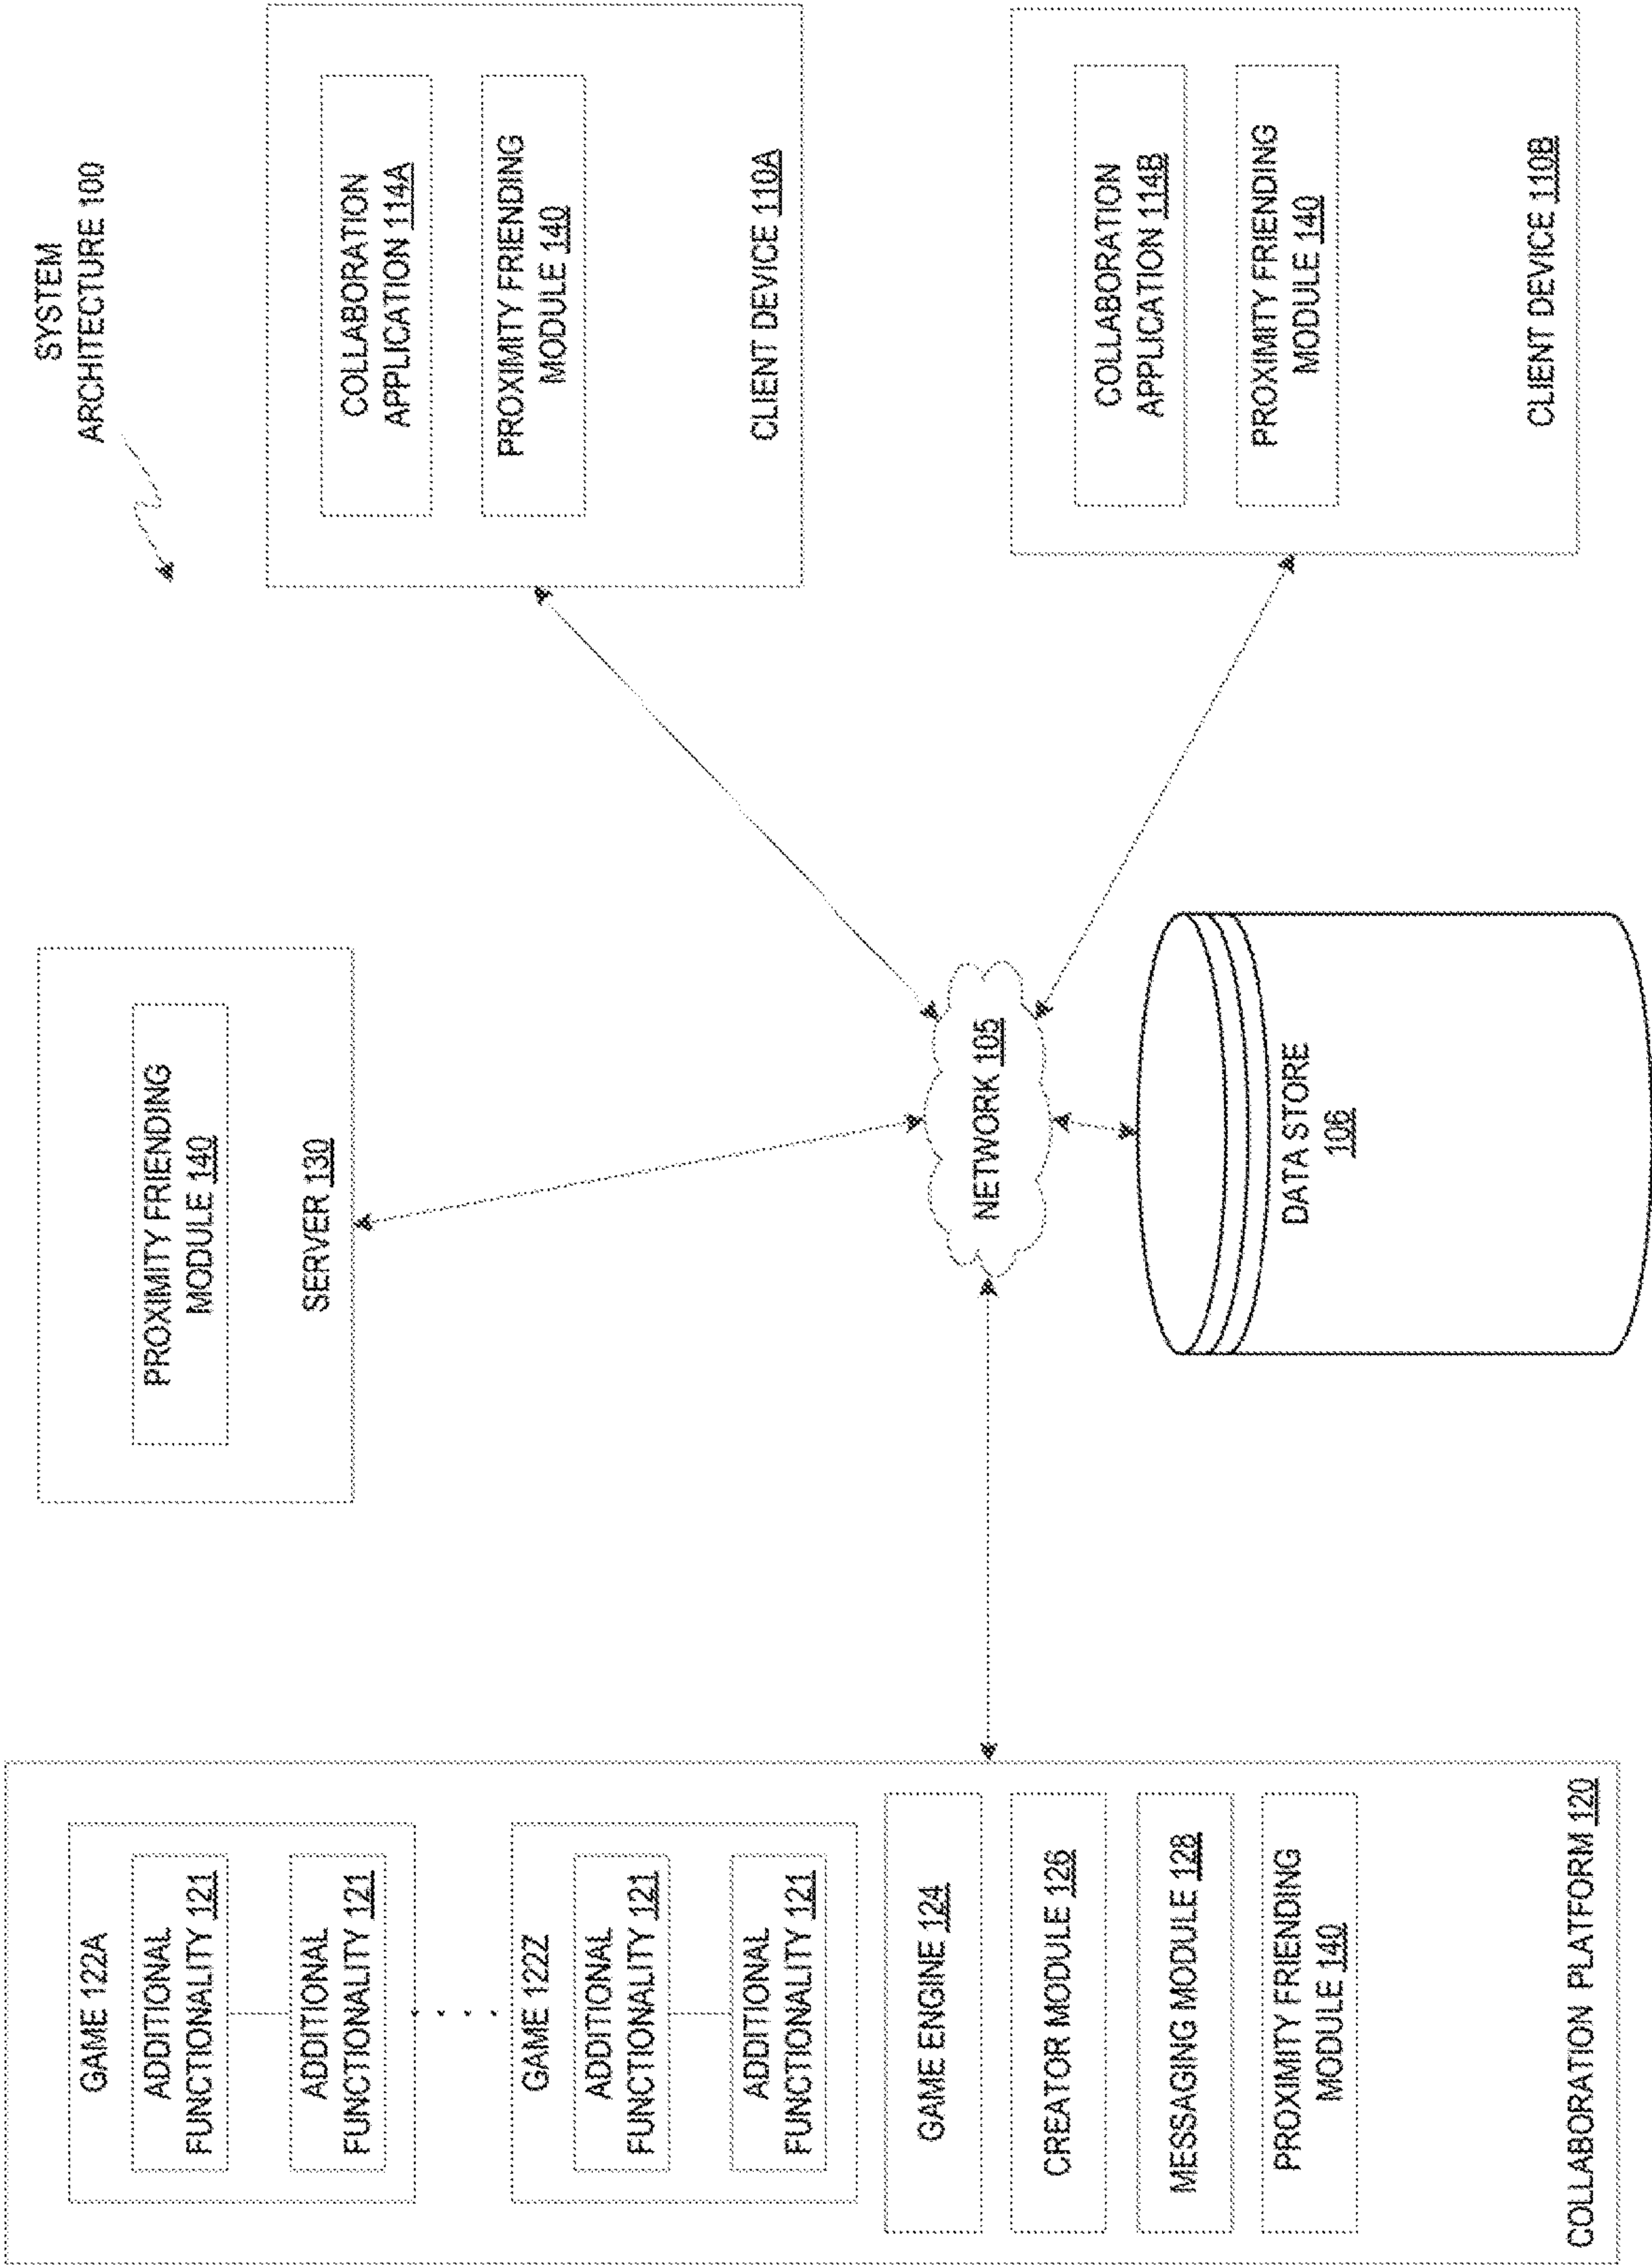 SYSTEM
ARCHITECTURE 100
COLLABORATION PLATFORM 120
GAME 122A
ADDITIONAL
FUNCTIONALITY 121
ADDITIONAL
FUNCTIONALITY 121
GAME 122Z
ADDITIONAL
FUNCTIONALITY 121
ADDITIONAL
FUNCTIONALITY 121
GAME ENGINE 124
CREATOR MODULE 126
MESSAGING MODULE 128
PROXIMITY FRIENDING
MODULE 140
PROXIMITY FRIENDING
MODULE 140
SERVER 130
NETWORK 105
DATA STORE
106
COLLABORATION
APPLICATION 114A
PROXIMITY FRIENDING
MODULE 140
CLIENT DEVICE 110A
COLLABORATION
APPLICATION 114B
PROXIMITY FRIENDING
MODULE 140
CLIENT DEVICE 110B